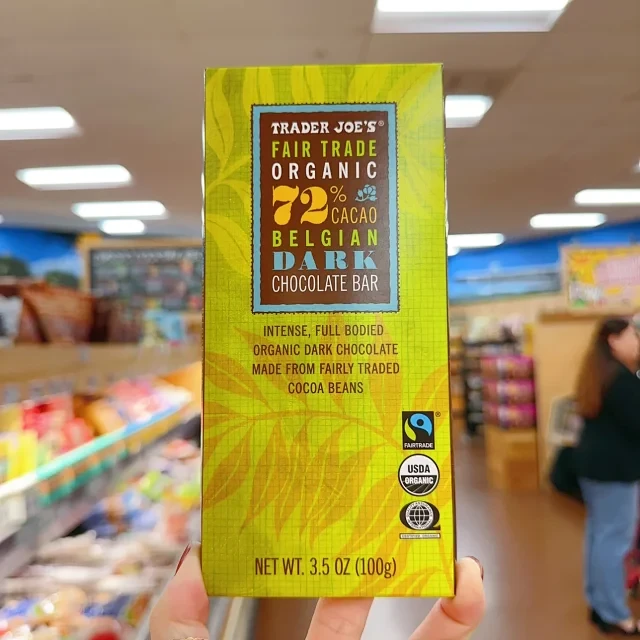 TRADER JOE'S®
FAIR TRADE
ORGANIC
72%
CACAO
BELGIAN
DARK
CHOCOLATE BAR
INTENSE, FULL BODIED
ORGANIC DARK CHOCOLATE
MADE FROM FAIRLY TRADED
COCOA BEANS
®
FAIRTRADE
USDA
ORGANIC
NET WT. 3.5 OZ (100g)